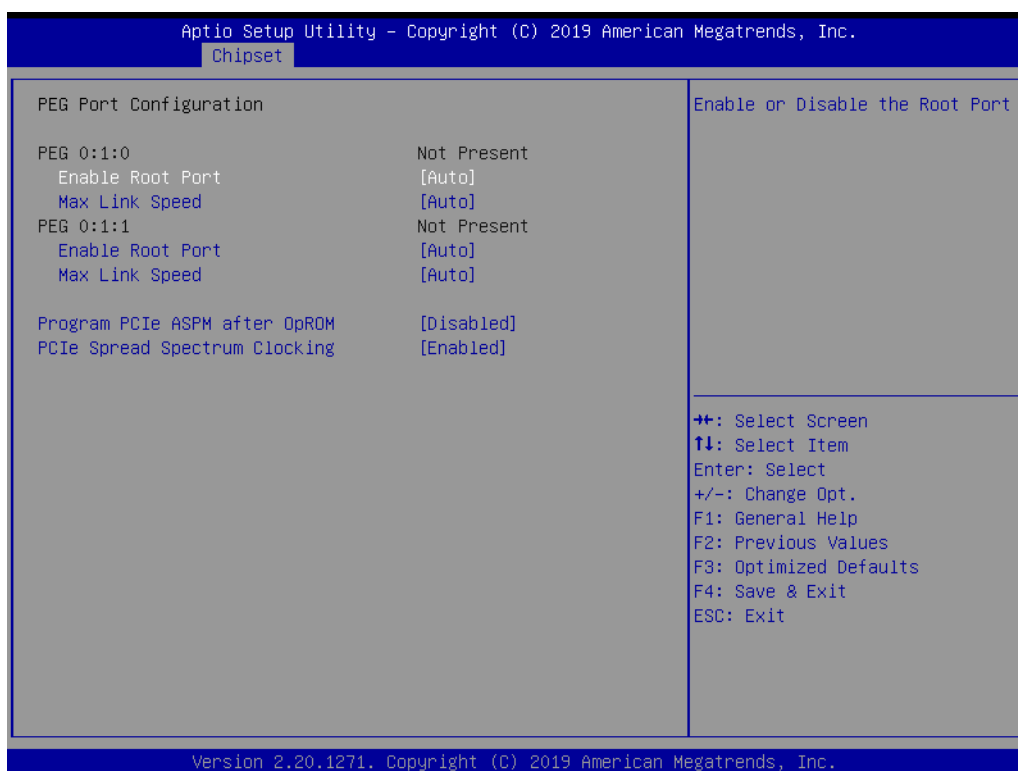 Aptio Setup Utility – Copyright (C) 2019 American Megatrends, Inc.
Chipset
PEG Port Configuration
PEG 0:1:0 Not Present
Enable Root Port [Auto]
Max Link Speed [Auto]
PEG 0:1:1 Not Present
Enable Root Port [Auto]
Max Link Speed [Auto]
Program PCIe ASPM after OpROM [Disabled]
PCIe Spread Spectrum Clocking [Enabled]
Enable or Disable the Root Port
→←: Select Screen
↑↓: Select Item
Enter: Select
+/-: Change Opt.
F1: General Help
F2: Previous Values
F3: Optimized Defaults
F4: Save & Exit
ESC: Exit
Version 2.20.1271. Copyright (C) 2019 American Megatrends, Inc.